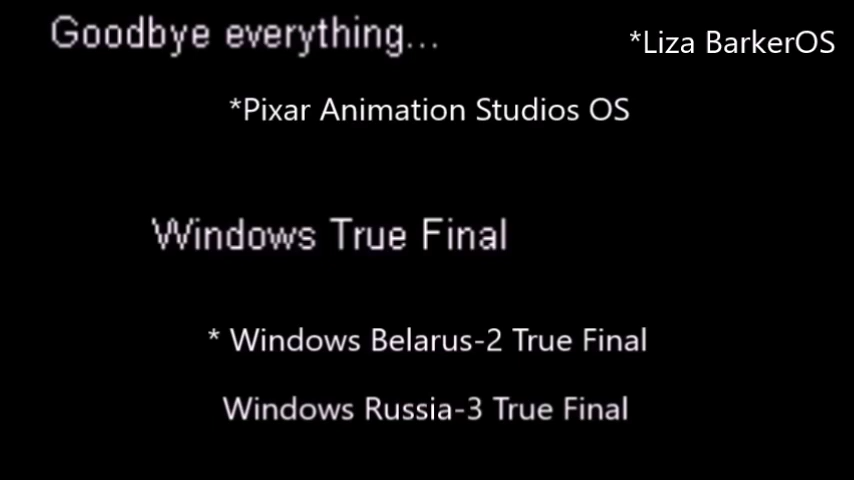 Goodbye everything...
*Liza BarkerOS
*Pixar Animation Studios OS
Windows True Final
* Windows Belarus-2 True Final
Windows Russia-3 True Final